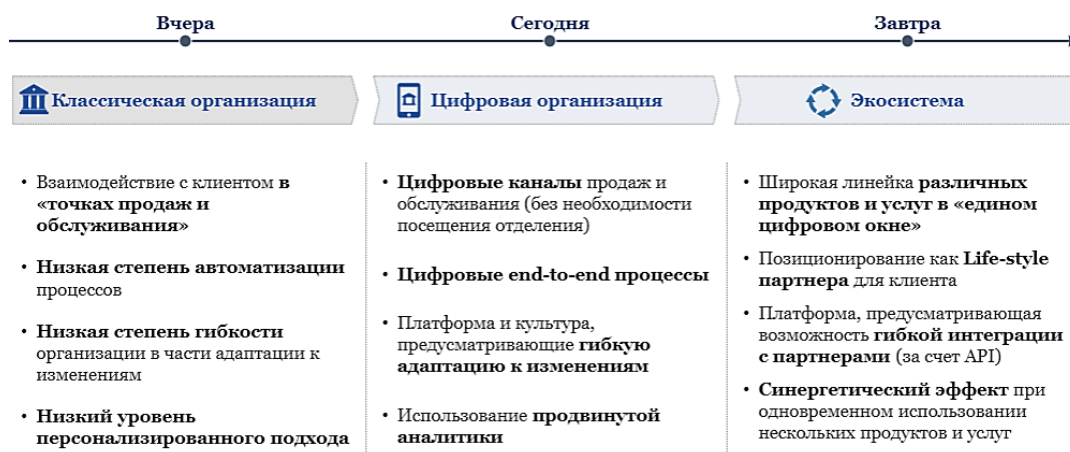 Вчера
Сегодня
Завтра
Классическая организация
Цифровая организация
Экосистема
• Взаимодействие с клиентом в
«точках продаж и
обслуживания»
• Низкая степень автоматизации
процессов
• Низкая степень гибкости
организации в части адаптации к
изменениям
• Низкий уровень
персонализированного подхода
• Цифровые каналы продаж и
обслуживания (без необходимости
посещения отделения)
• Цифровые end-to-end процессы
• Платформа и культура,
предусматривающие гибкую
адаптацию к изменениям
• Использование продвинутой
аналитики
• Широкая линейка различных
продуктов и услуг в «едином
цифровом окне»
• Позиционирование как Life-style
партнера для клиента
• Платформа, предусматривающая
возможность гибкой интеграции
с партнерами (за счет API)
• Синергетический эффект при
одновременном использовании
нескольких продуктов и услуг